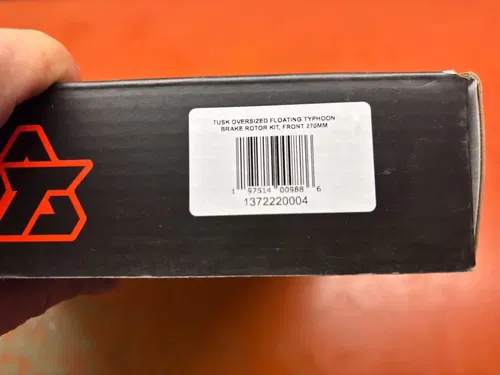 TUSK OVERSIZED FLOATING TYPHOON
BRAKE ROTOR KIT, FRONT 270MM
1 97514 00988 6
1372220004